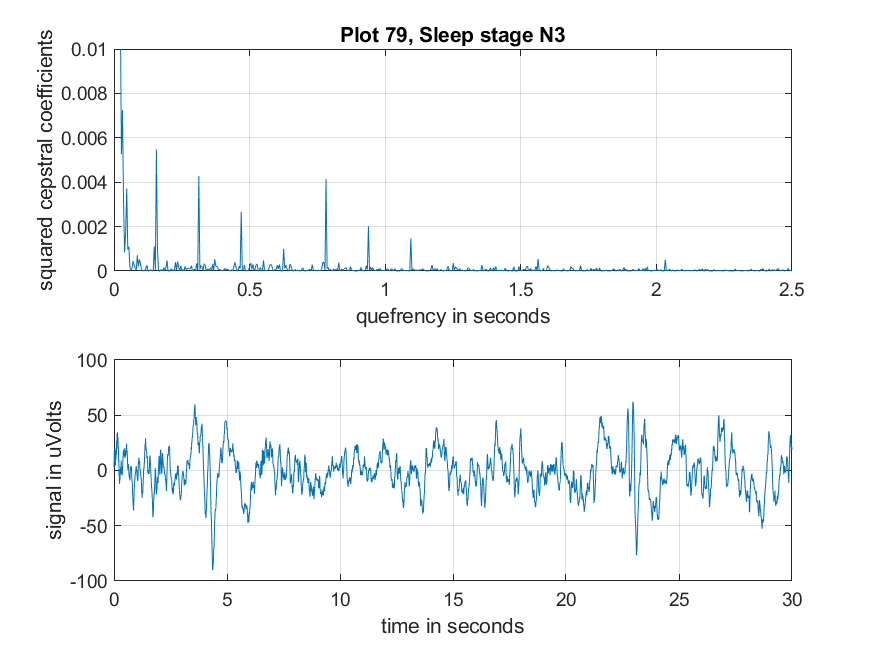 Plot 79, Sleep stage N3
squared cepstral coefficients
0.01
0.008
0.006
0.004
0.002
0
0 0.5 1 1.5 2 2.5
quefrency in seconds
signal in uVolts
100
50
0
-50
-100
0 5 10 15 20 25 30
time in seconds